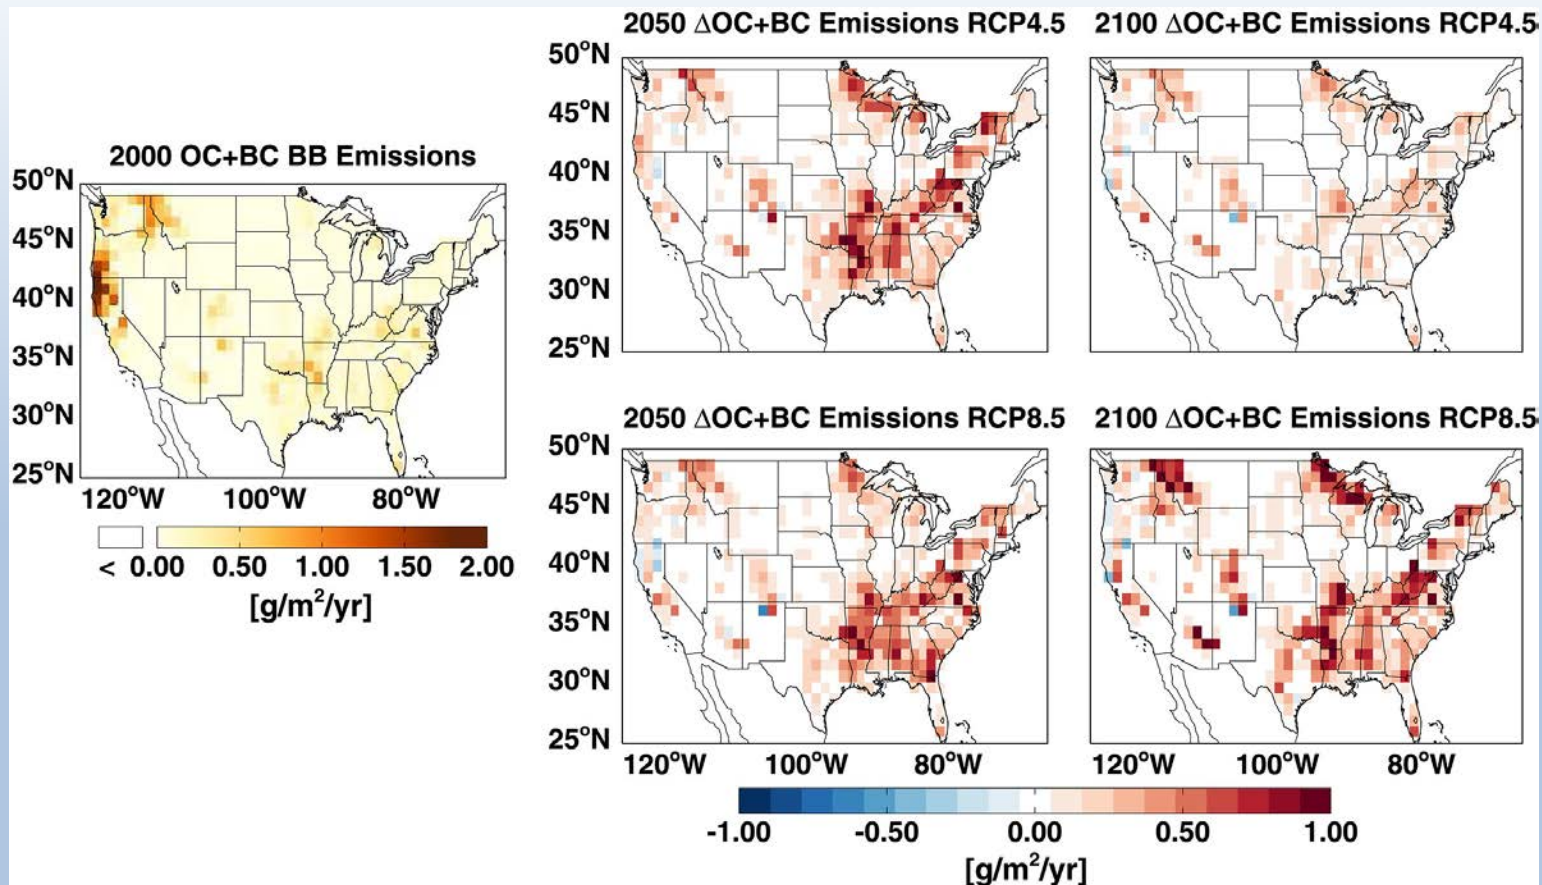 2000 OC+BC BB Emissions
50°N
45°N
40°N
35°N
30°N
25°N
120°W 100°W 80°W
< 0.00 0.50 1.00 1.50 2.00
[g/m²/yr]
2050 ΔOC+BC Emissions RCP4.5
2100 ΔOC+BC Emissions RCP4.5
50°N
45°N
40°N
35°N
30°N
25°N
2050 ΔOC+BC Emissions RCP8.5
2100 ΔOC+BC Emissions RCP8.5
50°N
45°N
40°N
35°N
30°N
25°N
120°W 100°W 80°W
120°W 100°W 80°W
-1.00 -0.50 0.00 0.50 1.00
[g/m²/yr]